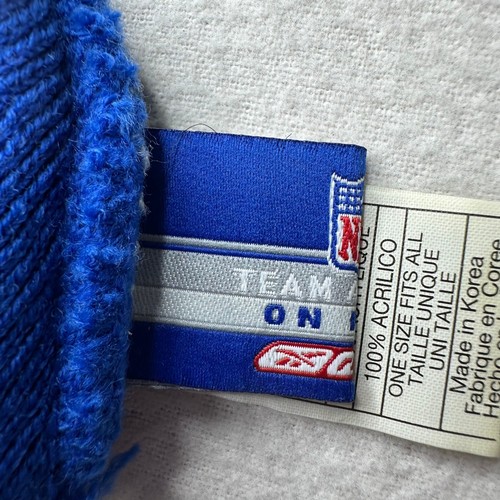 N
TEAM
ON
100% ACRILICO
ONE SIZE FITS ALL
TAILLE UNIQUE
UNI TAILLE
Made in Korea
Fabrique en Coree